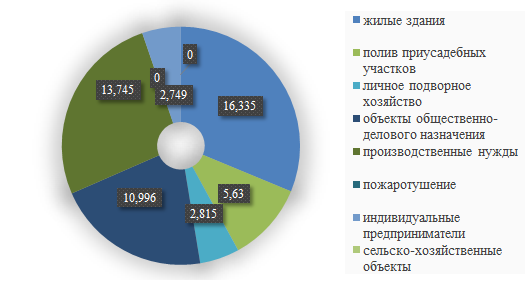 0
0
13,745
2,749
16,335
5,63
10,996
2,815
жилые здания
полив приусадебных
участков
личное подворное
хозяйство
объекты общественно-
делового назначения
производственные нужды
пожаротушение
индивидуальные
предприниматели
сельско-хозяйственные
объекты